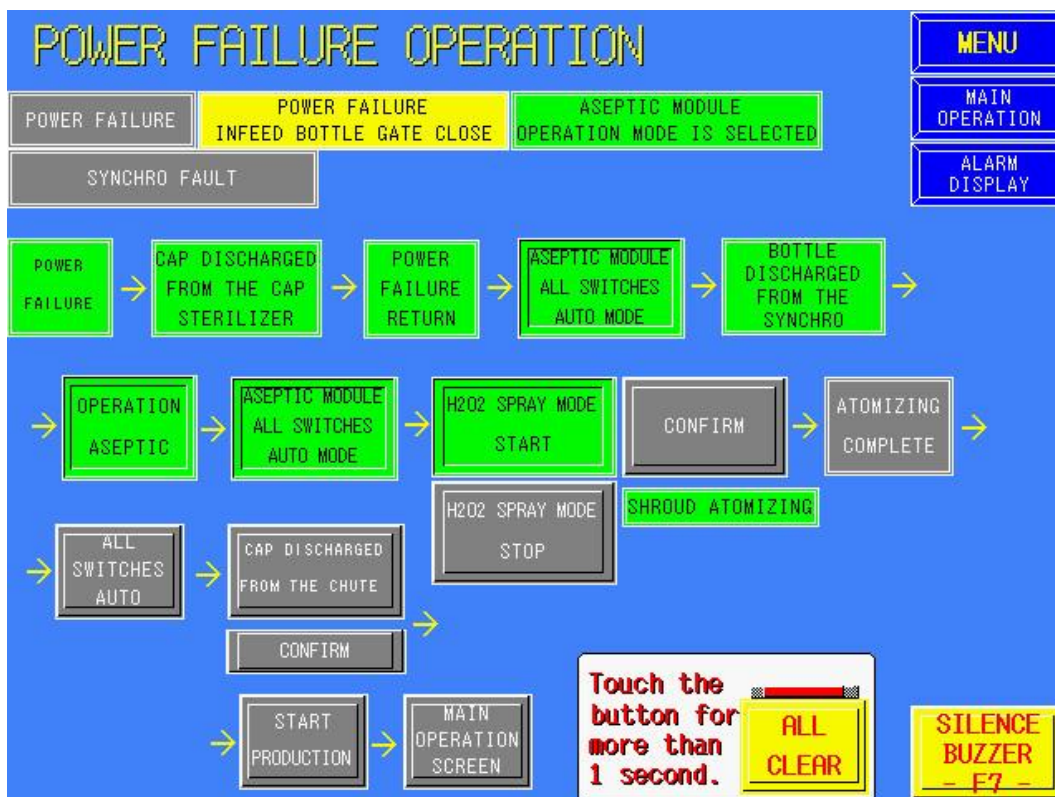 POWER FAILURE OPERATION
MENU
POWER FAILURE
POWER FAILURE
INFEED BOTTLE GATE CLOSE
ASEPTIC MODULE
OPERATION MODE IS SELECTED
MAIN
OPERATION
SYNCHRO FAULT
ALARM
DISPLAY
POWER
FAILURE
CAP DISCHARGED
FROM THE CAP
STERILIZER
POWER
FAILURE
RETURN
ASEPTIC MODULE
ALL SWITCHES
AUTO MODE
BOTTLE
DISCHARGED
FROM THE
SYNCHRO
OPERATION
ASEPTIC
ASEPTIC MODULE
ALL SWITCHES
AUTO MODE
H2O2 SPRAY MODE
START
CONFIRM
ATOMIZING
COMPLETE
H2O2 SPRAY MODE
STOP
SHROUD ATOMIZING
ALL
SWITCHES
AUTO
CAP DISCHARGED
FROM THE CHUTE
CONFIRM
START
PRODUCTION
MAIN
OPERATION
SCREEN
Touch the
button for
more than
1 second.
ALL
CLEAR
SILENCE
BUZZER
- F7 -